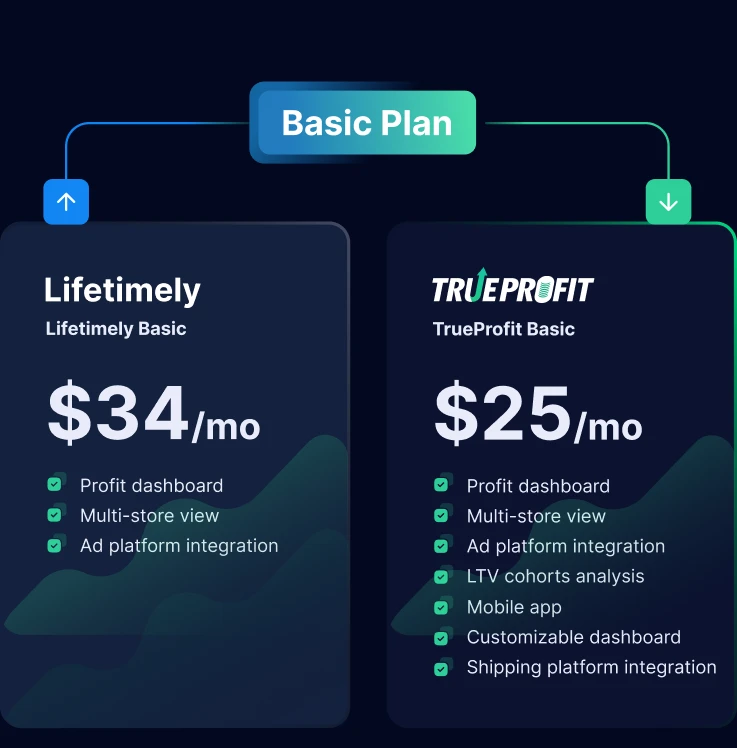 Basic Plan
Lifetimely
Lifetimely Basic
$34/mo
Profit dashboard
Multi-store view
Ad platform integration
TRUEPROFIT
TrueProfit Basic
$25/mo
Profit dashboard
Multi-store view
Ad platform integration
LTV cohorts analysis
Mobile app
Customizable dashboard
Shipping platform integration